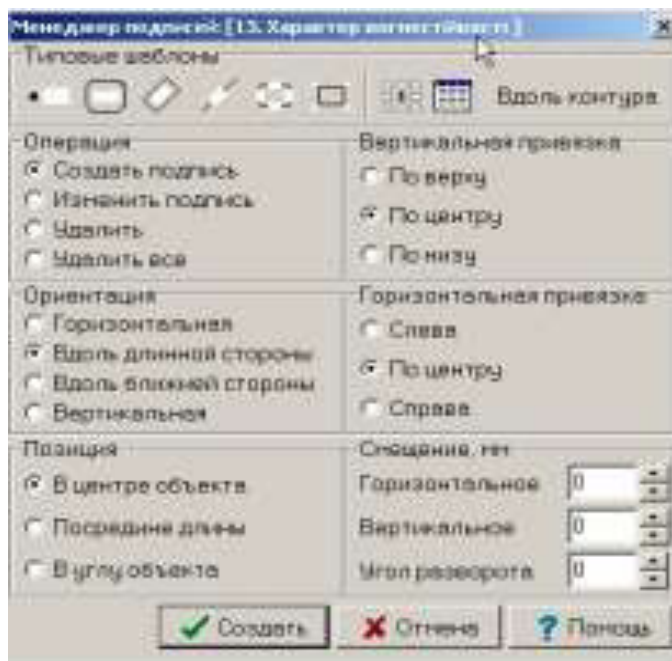 Менеджер подписей [13. Характер
Типовые шаблоны
Вдоль контура
Операция
Создать подпись
Изменить подпись
Удалить
Удалить все
Вертикальная привязка
По верху
По центру
По низу
Ориентация
Горизонтальная
Вдоль длинной стороны
Вдоль ближней стороны
Вертикальная
Горизонтальная привязка
Слева
По центру
Справа
Позиция
В центре объекта
Посредине длины
В углу объекта
Смещение, мм
Горизонтальное 0
Вертикальное 0
Угол разворота 0
Создать
Отмена
Помощь